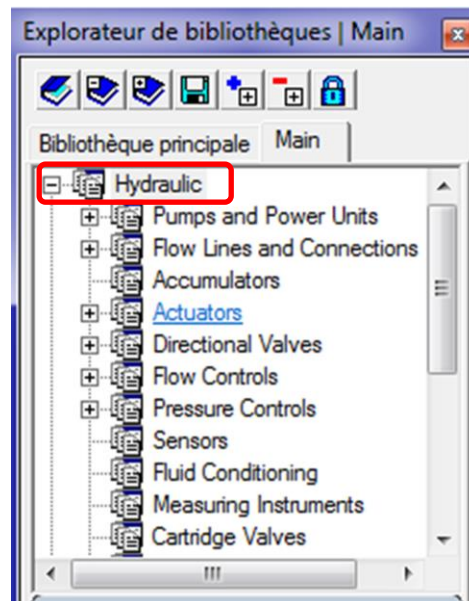 Explorateur de bibliothèques | Main
Bibliothèque principale Main
Hydraulic
Pumps and Power Units
Flow Lines and Connections
Accumulators
Actuators
Directional Valves
Flow Controls
Pressure Controls
Sensors
Fluid Conditioning
Measuring Instruments
Cartridge Valves